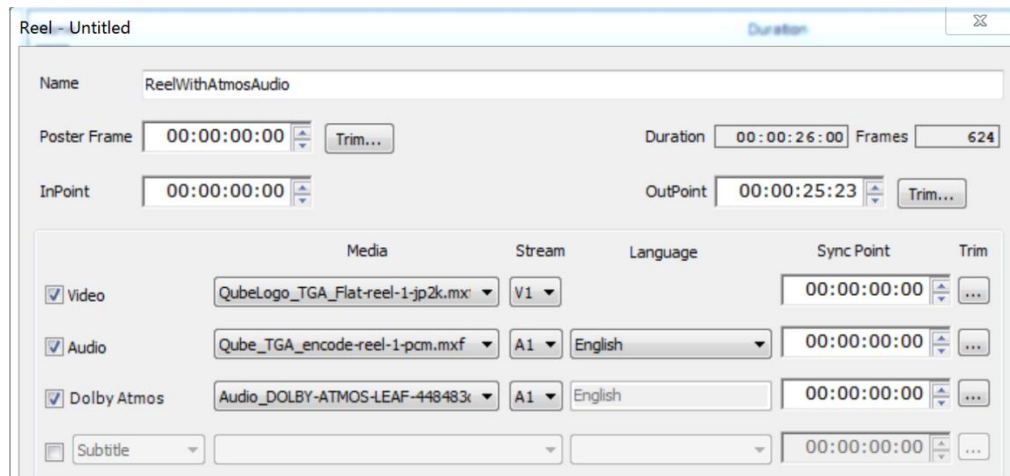 Reel - Untitled
Duration
Name ReelWithAtmosAudio
Poster Frame 00:00:00:00 Trim... Duration 00:00:26:00 Frames 624
InPoint 00:00:00:00 OutPoint 00:00:25:23 Trim...
Media Stream Language Sync Point Trim
Video QubeLogo_TGA_Flat-reel-1-jp2k.mx V1 00:00:00:00 ...
Audio Qube_TGA_encode-reel-1-pcm.mxf A1 English 00:00:00:00 ...
Dolby Atmos Audio_DOLBY-ATMOS-LEAF-448483 A1 English 00:00:00:00 ...
Subtitle 00:00:00:00 ...